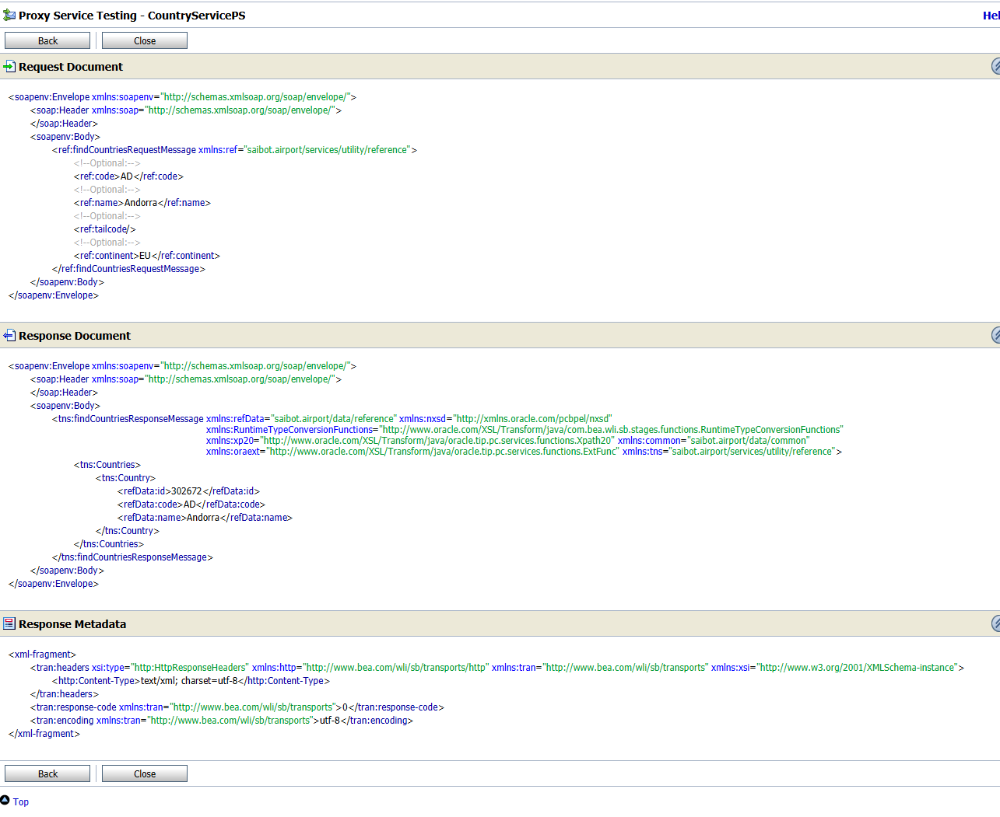 Proxy Service Testing - CountryServicePS
Hel
Back
Close
Request Document
<soapenv:Envelope xmlns:soapenv="http://schemas.xmlsoap.org/soap/envelope/">
<soap:Header xmlns:soap="http://schemas.xmlsoap.org/soap/envelope/">
</soap:Header>
<soapenv:Body>
<ref:findCountriesRequestMessage xmlns:ref="saibot.airport/services/utility/reference">
<!--Optional:-->
<ref:code>AD</ref:code>
<!--Optional:-->
<ref:name>Andorra</ref:name>
<!--Optional:-->
<ref:tailcode/>
<!--Optional:-->
<ref:continent>EU</ref:continent>
</ref:findCountriesRequestMessage>
</soapenv:Body>
</soapenv:Envelope>
Response Document
<soapenv:Envelope xmlns:soapenv="http://schemas.xmlsoap.org/soap/envelope/">
<soap:Header xmlns:soap="http://schemas.xmlsoap.org/soap/envelope/">
</soap:Header>
<soapenv:Body>
<tns:findCountriesResponseMessage xmlns:refData="saibot.airport/data/reference" xmlns:nxsd="http://xmlns.oracle.com/pcbpel/nxsd"
xmlns:RuntimeTypeConversionFunctions="http://www.oracle.com/XSL/Transform/java/com.bea.wli.sb.stages.functions.RuntimeTypeConversionFunctions"
xmlns:xp20="http://www.oracle.com/XSL/Transform/java/oracle.tip.pc.services.functions.Xpath20" xmlns:common="saibot.airport/data/common"
xmlns:oraext="http://www.oracle.com/XSL/Transform/java/oracle.tip.pc.services.functions.ExtFunc" xmlns:tns="saibot.airport/services/utility/reference">
<tns:Countries>
<tns:Country>
<refData:id>302672</refData:id>
<refData:code>AD</refData:code>
<refData:name>Andorra</refData:name>
</tns:Country>
</tns:Countries>
</tns:findCountriesResponseMessage>
</soapenv:Body>
</soapenv:Envelope>
Response Metadata
<xml-fragment>
<tran:headers xsi:type="http:HttpResponseHeaders" xmlns:http="http://www.bea.com/wli/sb/transports/http" xmlns:tran="http://www.bea.com/wli/sb/transports" xmlns:xsi="http://www.w3.org/2001/XMLSchema-instance">
<http:Content-Type>text/xml; charset=utf-8</http:Content-Type>
</tran:headers>
<tran:response-code xmlns:tran="http://www.bea.com/wli/sb/transports">0</tran:response-code>
<tran:encoding xmlns:tran="http://www.bea.com/wli/sb/transports">utf-8</tran:encoding>
</xml-fragment>
Back
Close
Top